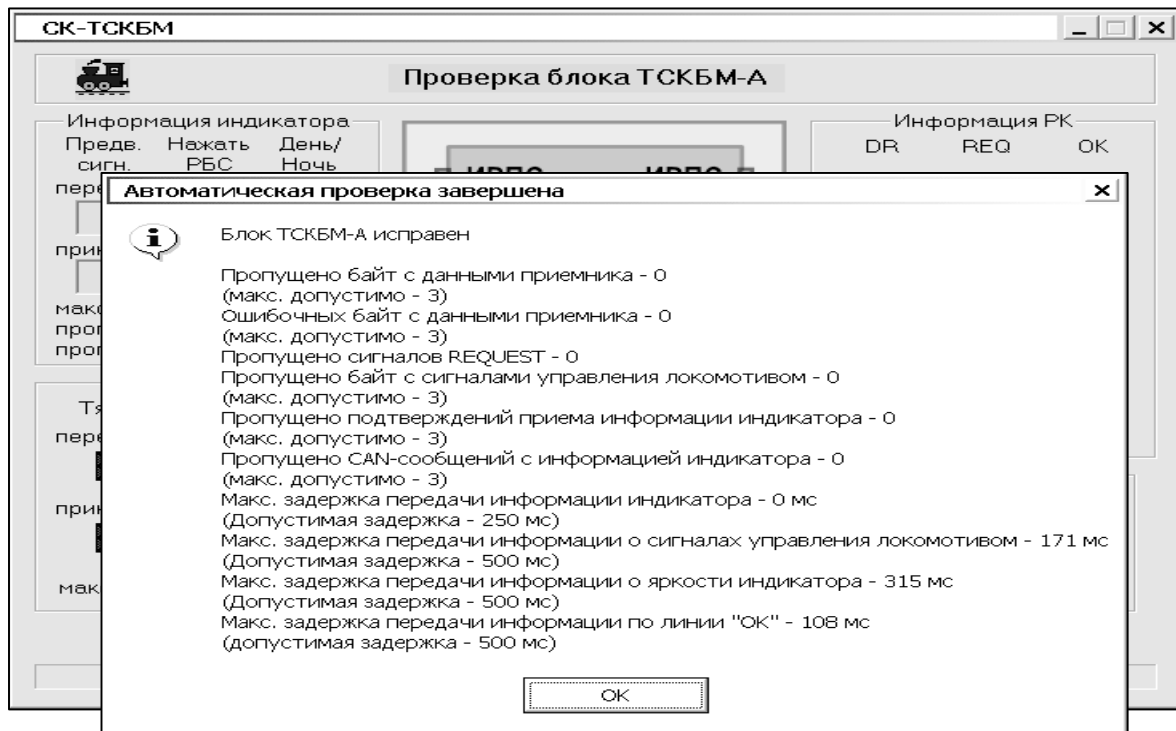 СК-ТСКБМ
Проверка блока ТСКБМ-А
Информация индикатора
Предв. Нажать День/
сигн. РБС Ночь
Информация РК
DR REQ OK
Автоматическая проверка завершена
Блок ТСКБМ-А исправен
Пропущено байт с данными приемника - 0
(макс. допустимо - 3)
Ошибочных байт с данными приемника - 0
(макс. допустимо - 3)
Пропущено сигналов REQUEST - 0
Пропущено байт с сигналами управления локомотивом - 0
(макс. допустимо - 3)
Пропущено подтверждений приема информации индикатора - 0
(макс. допустимо - 3)
Пропущено CAN-сообщений с информацией индикатора - 0
(макс. допустимо - 3)
Макс. задержка передачи информации индикатора - 0 мс
(Допустимая задержка - 250 мс)
Макс. задержка передачи информации о сигналах управления локомотивом - 171 мс
(Допустимая задержка - 500 мс)
Макс. задержка передачи информации о яркости индикатора - 315 мс
(Допустимая задержка - 500 мс)
Макс. задержка передачи информации по линии "ОК" - 108 мс
(допустимая задержка - 500 мс)
OK